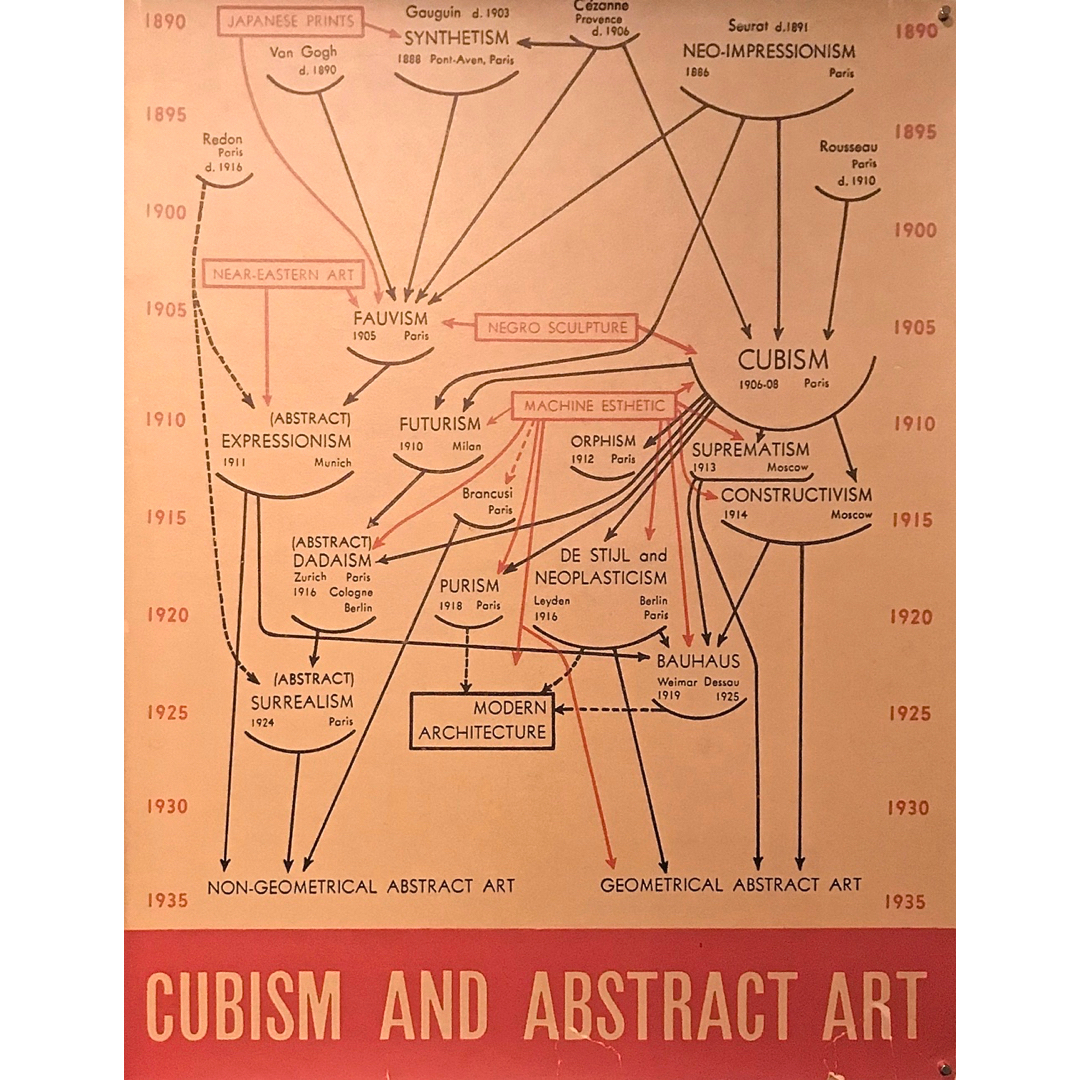 1890
JAPANESE PRINTS
Gauguin d. 1903
SYNTHETISM
1888 Pont-Aven, Paris
Cézanne
Provence
d. 1906
Seurat d.1891
NEO-IMPRESSIONISM
1886 Paris
1890
Van Gogh
d. 1890
1895
1895
Redon
Paris
d. 1916
Rousseau
Paris
d. 1910
1900
1900
NEAR-EASTERN ART
1905
FAUVISM
1905 Paris
NEGRO SCULPTURE
1905
CUBISM
1906-08 Paris
MACHINE ESTHETIC
1910
(ABSTRACT)
EXPRESSIONISM
1911 Munich
FUTURISM
1910 Milan
ORPHISM
1912 Paris
SUPREMATISM
1913 Moscow
1910
Brancusi
Paris
CONSTRUCTIVISM
1914 Moscow
1915
1915
(ABSTRACT)
DADAISM
Zurich Paris
1916 Cologne
Berlin
PURISM
1918 Paris
DE STIJL and
NEOPLASTICISM
Leyden Berlin
1916 Paris
1920
1920
BAUHAUS
Weimar Dessau
1919 1925
(ABSTRACT)
SURREALISM
1924 Paris
MODERN
ARCHITECTURE
1925
1925
1930
1930
NON-GEOMETRICAL ABSTRACT ART
GEOMETRICAL ABSTRACT ART
1935
1935
CUBISM AND ABSTRACT ART